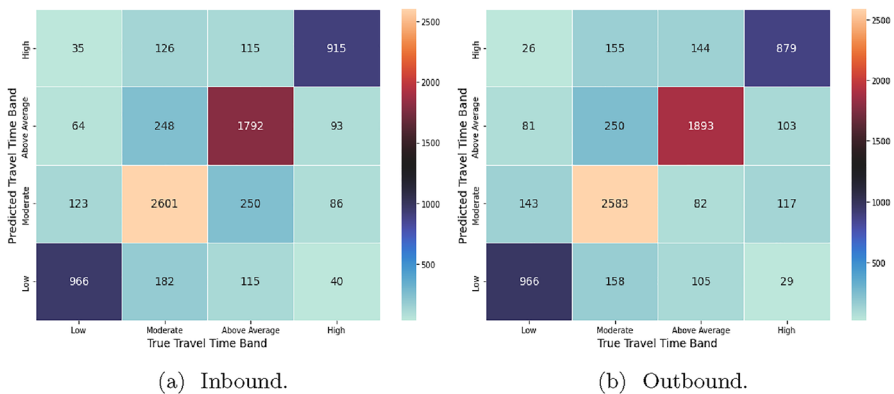 High 35 126 115 915
Above Average 64 248 1792 93
Moderate 123 2601 250 86
Low 966 182 115 40
Low Moderate Above Average High
True Travel Time Band
Predicted Travel Time Band
2500
2000
1500
1000
500
(a) Inbound.
High 26 155 144 879
Above Average 81 250 1893 103
Moderate 143 2583 82 117
Low 966 158 105 29
Low Moderate Above Average High
True Travel Time Band
Predicted Travel Time Band
2500
2000
1500
1000
500
(b) Outbound.